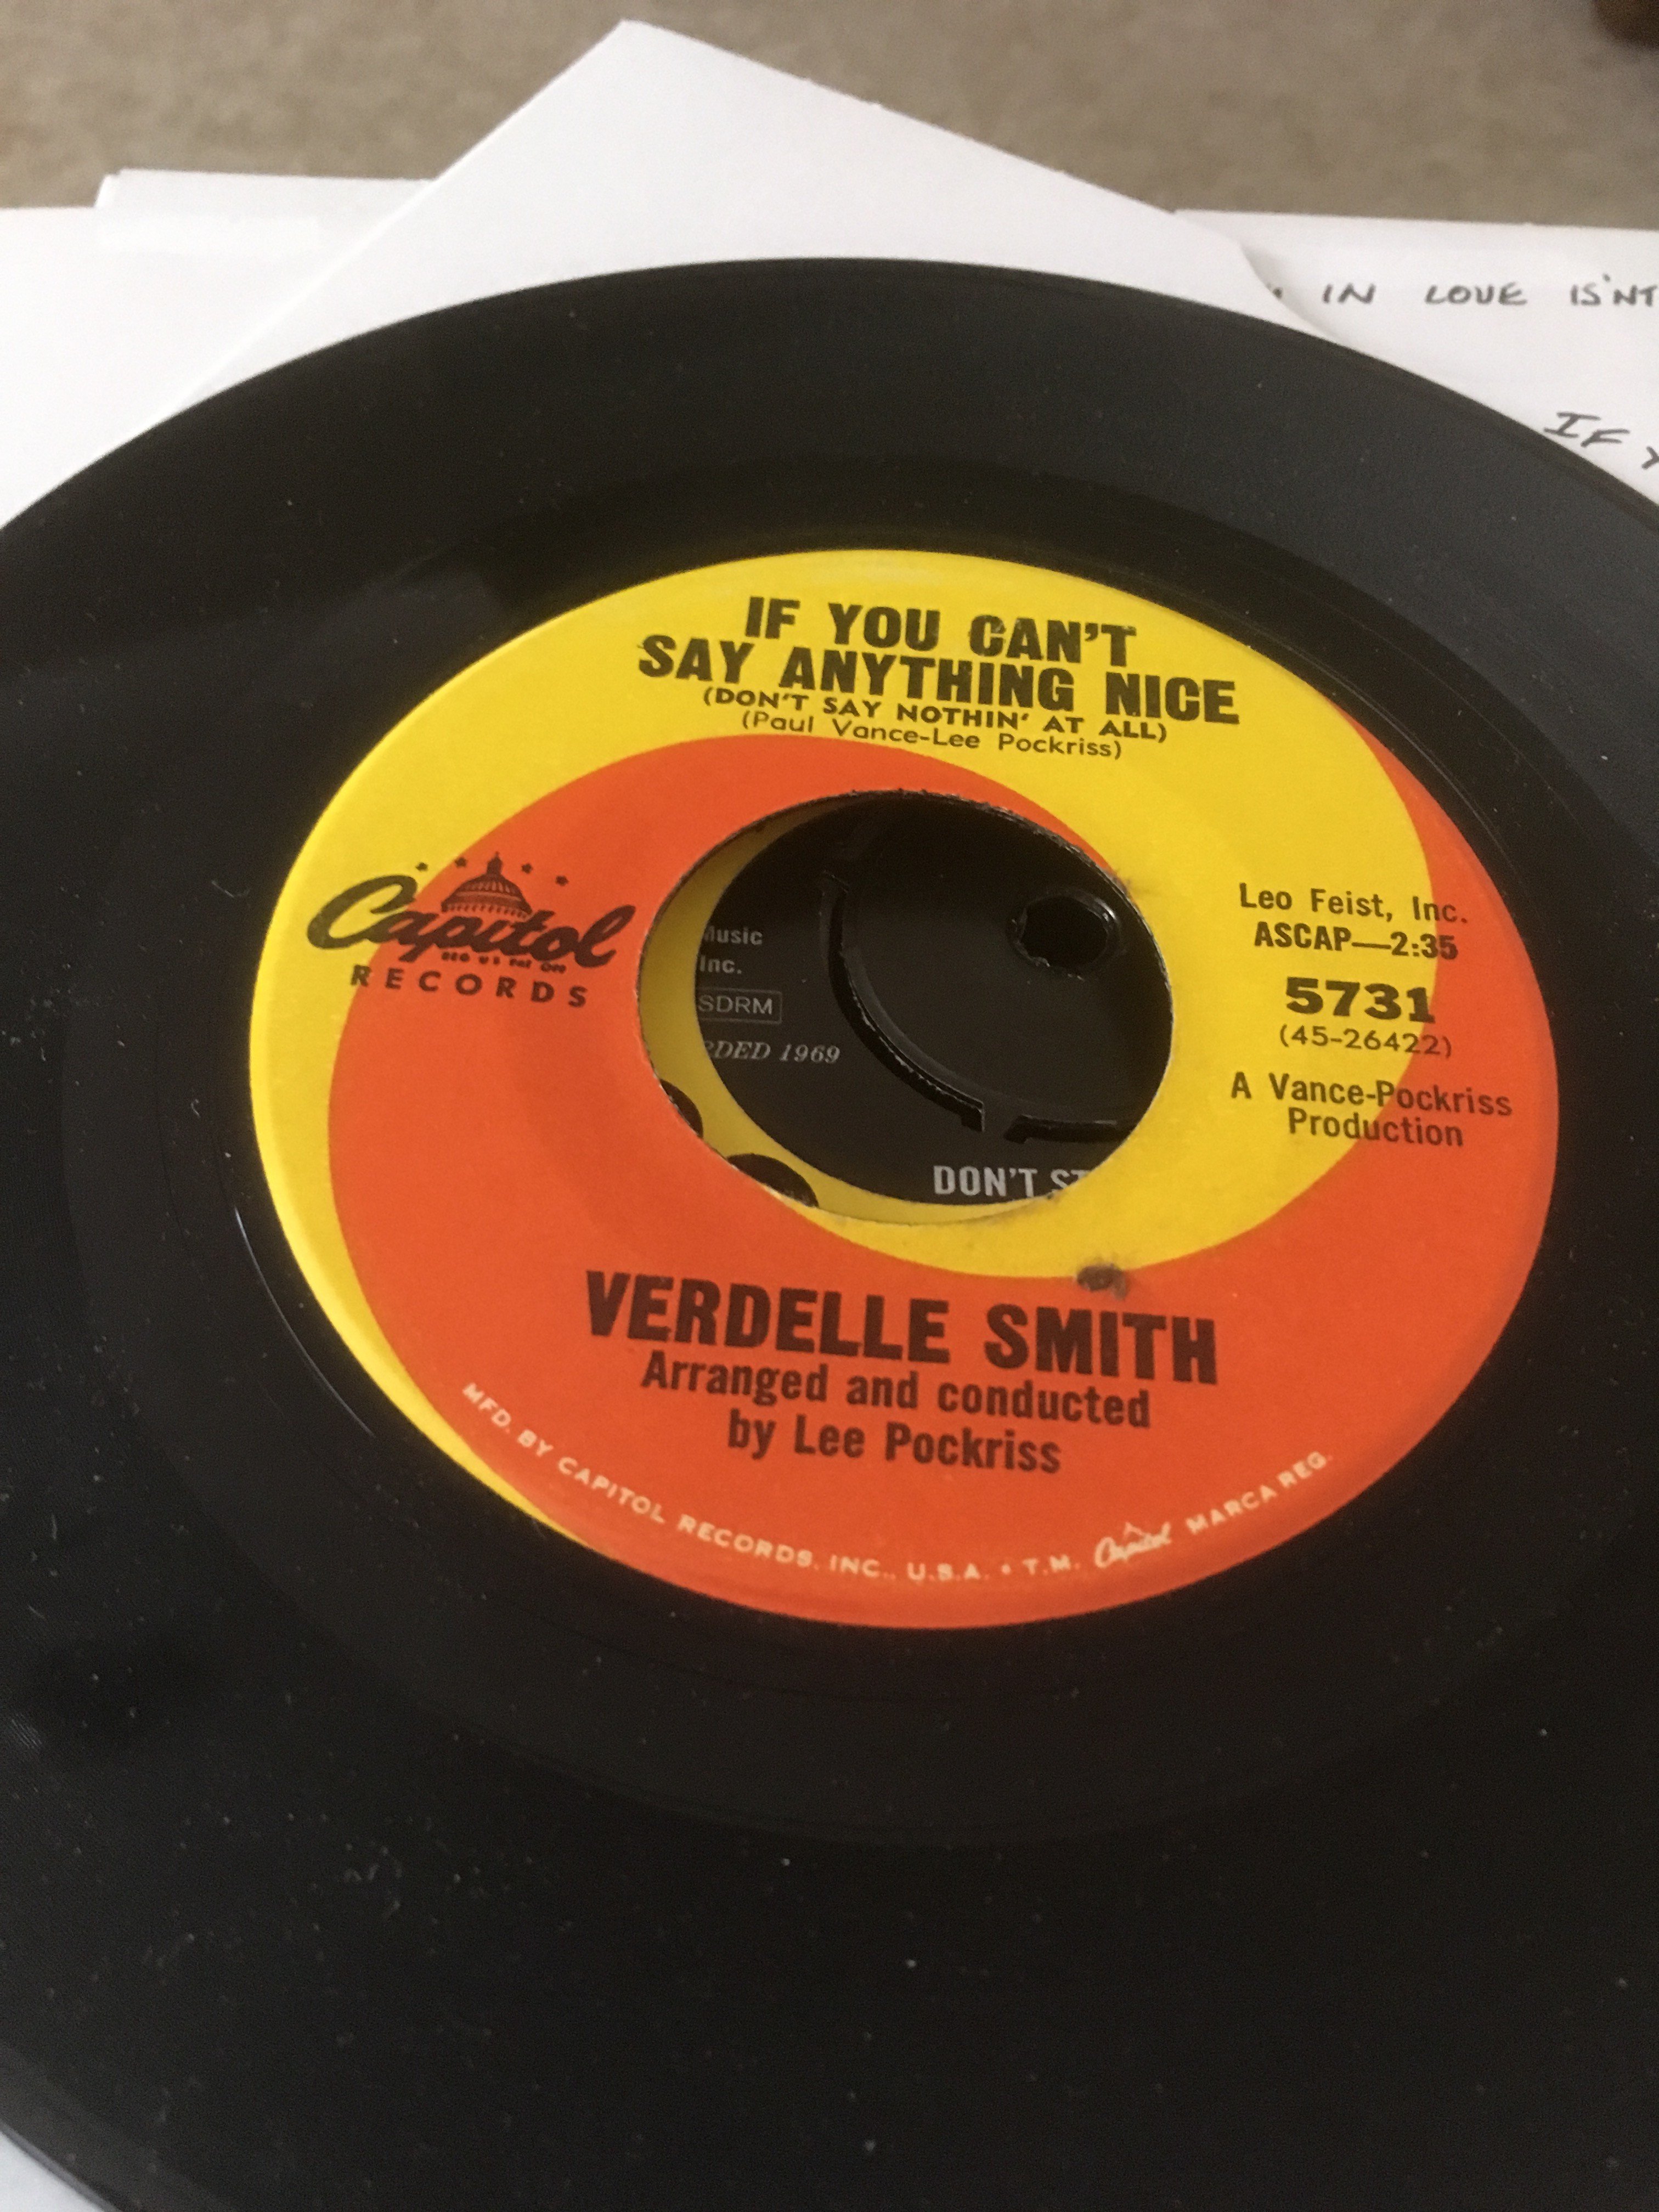 IN LOVE IS'NT
IF
IF YOU CAN'T
SAY ANYTHING NICE
(DON'T SAY NOTHIN' AT ALL)
(Paul Vance-Lee Pockriss)
Capitol
RECORDS
Leo Feist, Inc.
ASCAP—2:35
5731
(45-26422)
A Vance-Pockriss
Production
Music
Inc.
SDRM
1969
DON'T
VERDELLE SMITH
Arranged and conducted
by Lee Pockriss
MFD. BY CAPITOL RECORDS, INC., U.S.A. • T.M. Capitol MARCA REG.